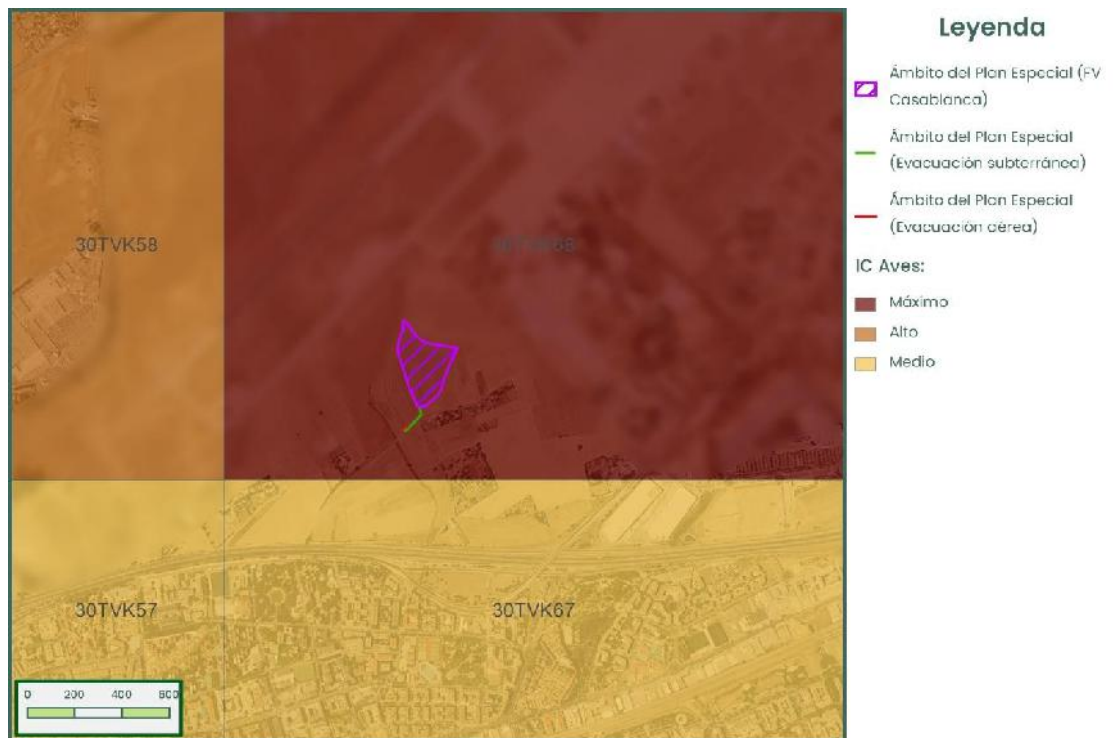 Leyenda
Ámbito del Plan Especial (FV
Casablanca)
Ámbito del Plan Especial
(Evacuación subterránea)
Ámbito del Plan Especial
(Evacuación aérea)
IC Aves:
Máximo
Alto
Medio
30TVK58
30TVK68
30TVK57
30TVK67
0 200 400 600